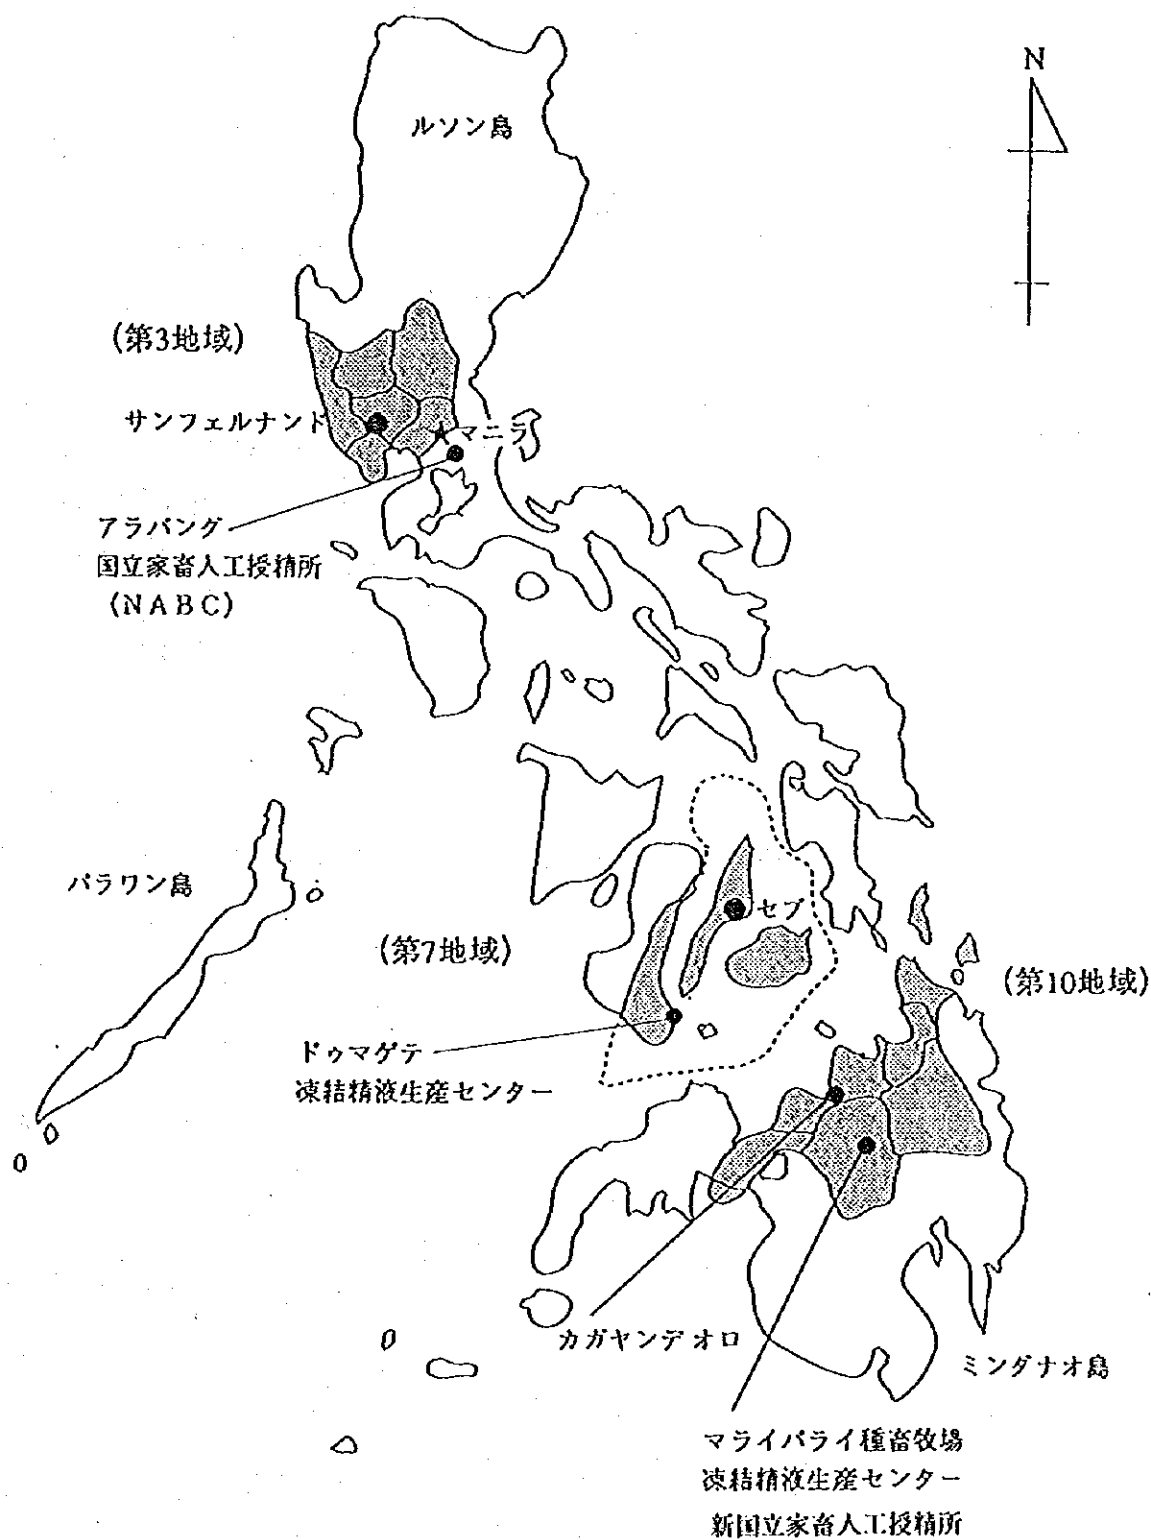 N
ルソン島
(第3地域)
サンフェルナンド
★マニラ
アラバング
国立家畜人工授精所
(NABC)
パラワン島
セブ
(第7地域)
(第10地域)
ドゥマゲテ
凍結精液生産センター
カガヤンデオロ
ミンダナオ島
マライバライ種畜牧場
凍結精液生産センター
新国立家畜人工授精所